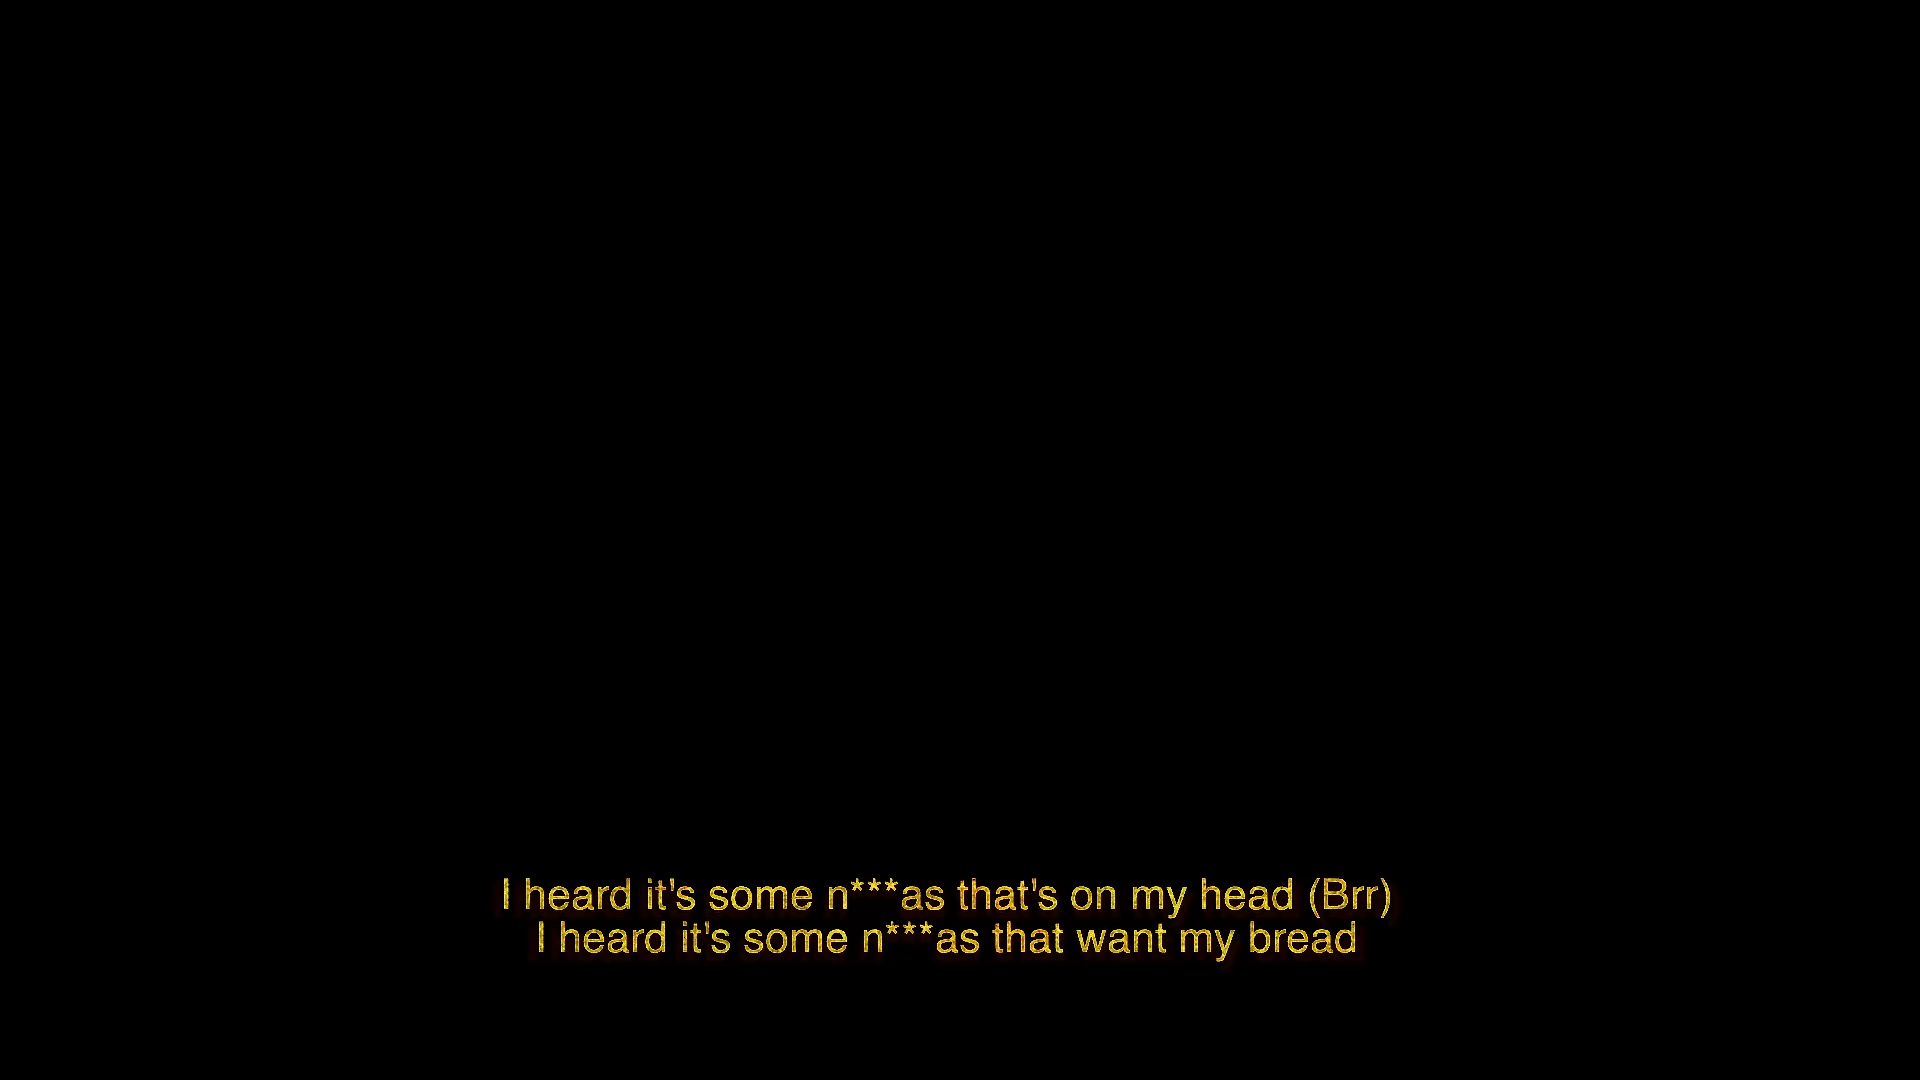 I heard it's some n***as that's on my head (Brr)
I heard it's some n***as that want my bread